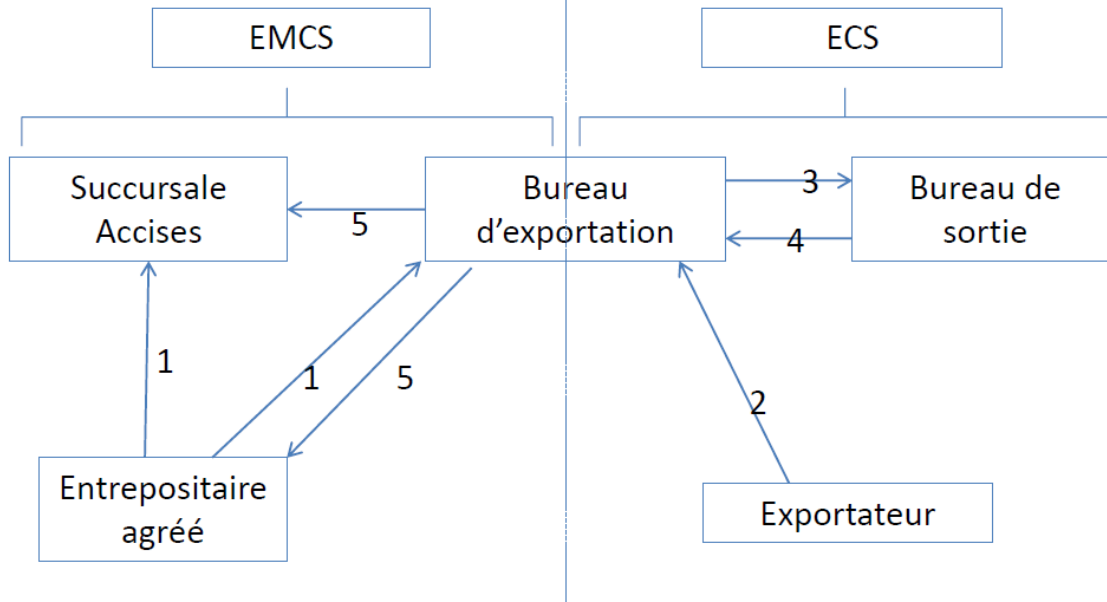 EMCS
ECS
Succursale
Accises
Bureau
d’exportation
Bureau de
sortie
3
5
4
1
1
5
2
Entrepositaire
agréé
Exportateur